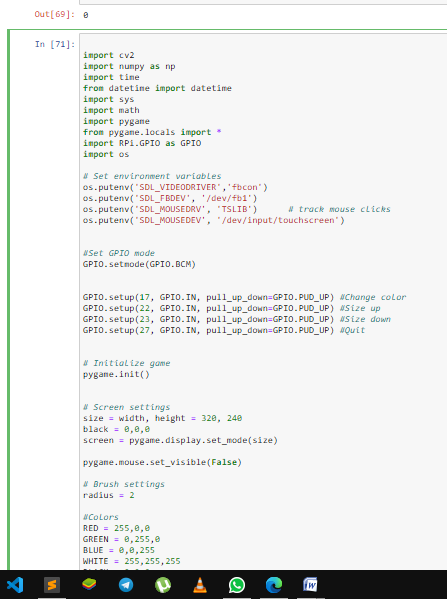 Out[69]: 0
In [71]:
import cv2
import numpy as np
import time
from datetime import datetime
import sys
import math
import pygame
from pygame.locals import *
import RPi.GPIO as GPIO
import os
# Set environment variables
os.putenv('SDL_VIDEODRIVER','fbcon')
os.putenv('SDL_FBDEV', '/dev/fb1')
os.putenv('SDL_MOUSEDRV', 'TSLIB') # track mouse clicks
os.putenv('SDL_MOUSEDEV', '/dev/input/touchscreen')
#Set GPIO mode
GPIO.setmode(GPIO.BCM)
GPIO.setup(17, GPIO.IN, pull_up_down=GPIO.PUD_UP) #Change color
GPIO.setup(22, GPIO.IN, pull_up_down=GPIO.PUD_UP) #Size up
GPIO.setup(23, GPIO.IN, pull_up_down=GPIO.PUD_UP) #Size down
GPIO.setup(27, GPIO.IN, pull_up_down=GPIO.PUD_UP) #Quit
# Initialize game
pygame.init()
# Screen settings
size = width, height = 320, 240
black = 0,0,0
screen = pygame.display.set_mode(size)
pygame.mouse.set_visible(False)
# Brush settings
radius = 2
#Colors
RED = 255,0,0
GREEN = 0,255,0
BLUE = 0,0,255
WHITE = 255,255,255